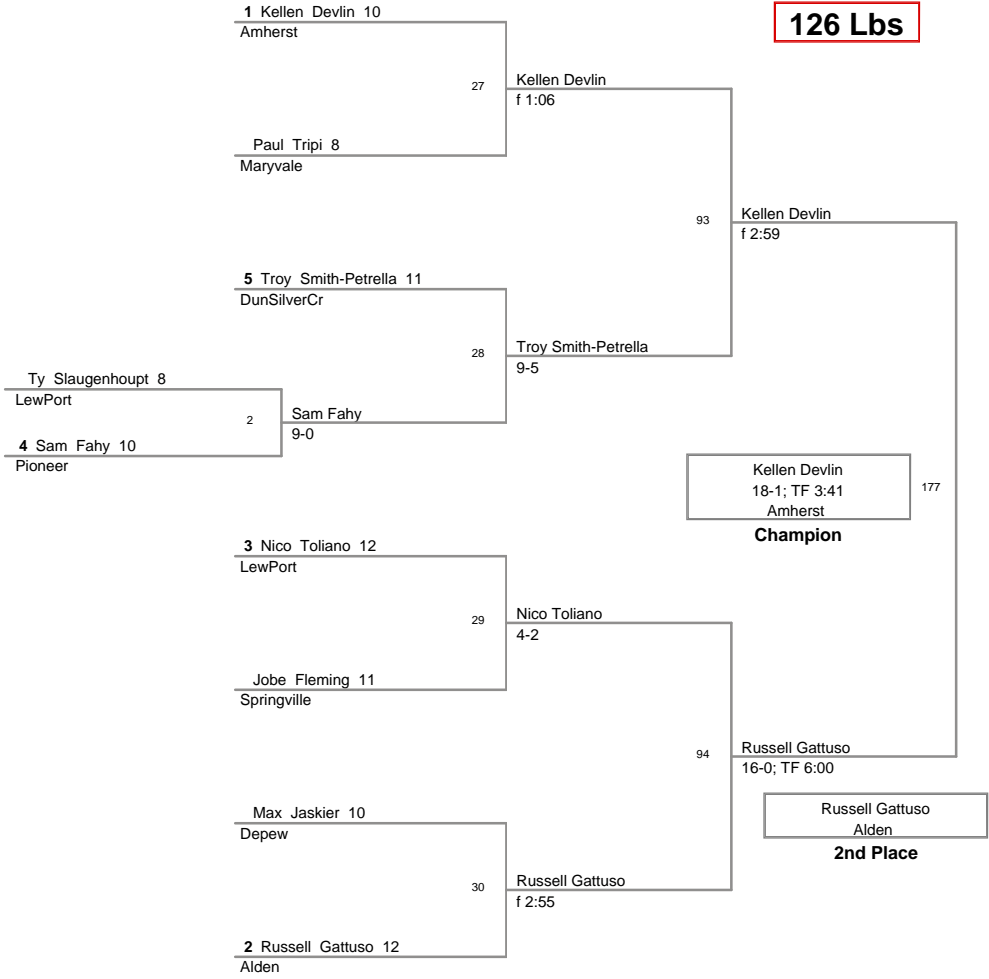 1 Kellen Devlin 10
Amherst
126 Lbs
27
Kellen Devlin
f 1:06
Paul Tripi 8
Maryvale
93
Kellen Devlin
f 2:59
5 Troy Smith-Petrella 11
DunSilverCr
28
Troy Smith-Petrella
9-5
Ty Slaugenhoupt 8
LewPort
2
Sam Fahy
9-0
4 Sam Fahy 10
Pioneer
Kellen Devlin
18-1; TF 3:41
Amherst
Champion
177
3 Nico Toliano 12
LewPort
29
Nico Toliano
4-2
Jobe Fleming 11
Springville
94
Russell Gattuso
16-0; TF 6:00
Max Jaskier 10
Depew
Russell Gattuso
Alden
2nd Place
30
Russell Gattuso
f 2:55
2 Russell Gattuso 12
Alden